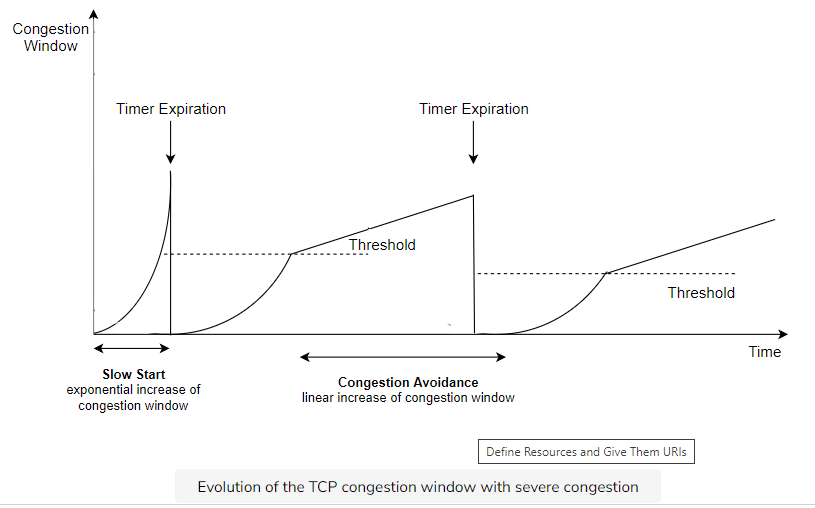 Congestion
Window
Timer Expiration
Timer Expiration
Threshold
Threshold
Time
Slow Start
exponential increase of
congestion window
Congestion Avoidance
linear increase of congestion window
Define Resources and Give Them URIs
Evolution of the TCP congestion window with severe congestion